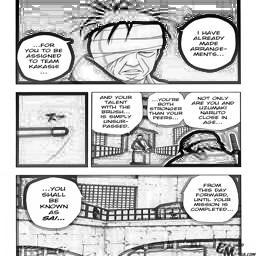 I HAVE
ALREADY
MADE
ARRANGE-
MENTS...
...FOR
YOU TO BE
ASSIGNED
TO TEAM
KAKASHI
...
NOT ONLY
ARE YOU
AND UZUMAKI
NARUTO
CLOSE IN
AGE...
...YOU'RE
BOTH
STRONGER
THAN YOUR
PEERS...
AND YOUR
TALENT
WITH THE
BRUSH...
...IS SIMPLY
UNSUR-
PASSED.
FROM
THIS DAY
FORWARD,
UNTIL YOUR
MISSION IS
COMPLETED...
...YOU
SHALL
BE
KNOWN
AS
SAI...